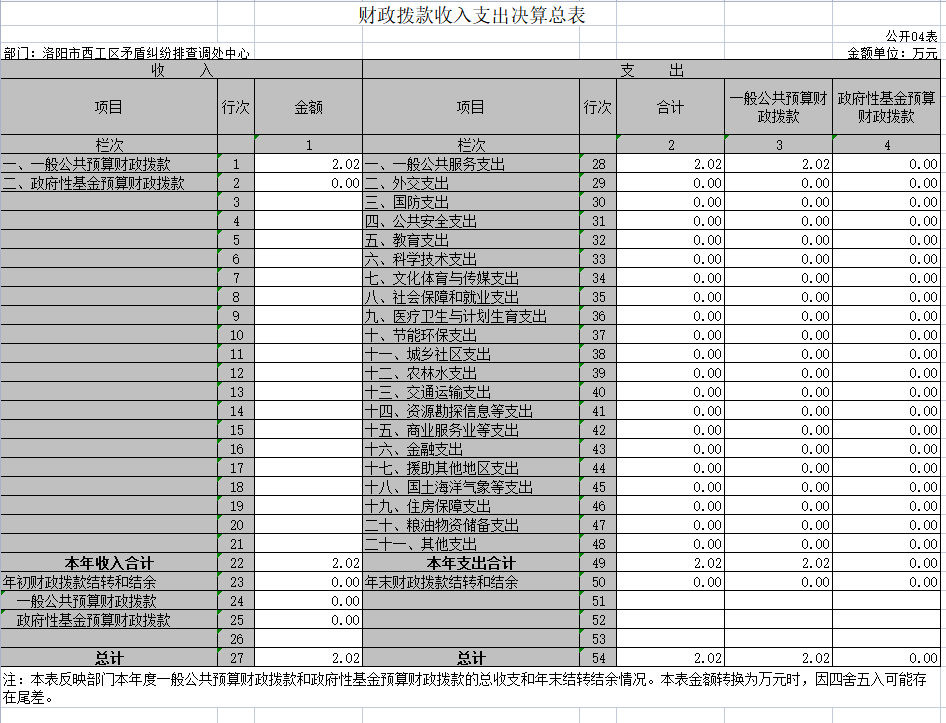 财政拨款收入支出决算总表
公开04表
部门：洛阳市西工区矛盾纠纷排查调处中心 金额单位：万元
收 入 支 出
项目 行次 金额 项目 行次 合计 一般公共预算财政拨款 政府性基金预算财政拨款
栏次 1 栏次 2 3 4
一、一般公共预算财政拨款 1 2.02 一、一般公共服务支出 28 2.02 2.02 0.00
二、政府性基金预算财政拨款 2 0.00 二、外交支出 29 0.00 0.00 0.00
3 三、国防支出 30 0.00 0.00 0.00
4 四、公共安全支出 31 0.00 0.00 0.00
5 五、教育支出 32 0.00 0.00 0.00
6 六、科学技术支出 33 0.00 0.00 0.00
7 七、文化体育与传媒支出 34 0.00 0.00 0.00
8 八、社会保障和就业支出 35 0.00 0.00 0.00
9 九、医疗卫生与计划生育支出 36 0.00 0.00 0.00
10 十、节能环保支出 37 0.00 0.00 0.00
11 十一、城乡社区支出 38 0.00 0.00 0.00
12 十二、农林水支出 39 0.00 0.00 0.00
13 十三、交通运输支出 40 0.00 0.00 0.00
14 十四、资源勘探信息等支出 41 0.00 0.00 0.00
15 十五、商业服务业等支出 42 0.00 0.00 0.00
16 十六、金融支出 43 0.00 0.00 0.00
17 十七、援助其他地区支出 44 0.00 0.00 0.00
18 十八、国土海洋气象等支出 45 0.00 0.00 0.00
19 十九、住房保障支出 46 0.00 0.00 0.00
20 二十、粮油物资储备支出 47 0.00 0.00 0.00
21 二十一、其他支出 48 0.00 0.00 0.00
本年收入合计 22 2.02 本年支出合计 49 2.02 2.02 0.00
年初财政拨款结转和结余 23 0.00 年末财政拨款结转和结余 50 0.00 0.00 0.00
一般公共预算财政拨款 24 0.00 51
政府性基金预算财政拨款 25 0.00 52
26 53
总计 27 2.02 总计 54 2.02 2.02 0.00
注：本表反映部门本年度一般公共预算财政拨款和政府性基金预算财政拨款的总收支和年末结转结余情况。本表金额转换为万元时，因四舍五入可能存
在尾差。